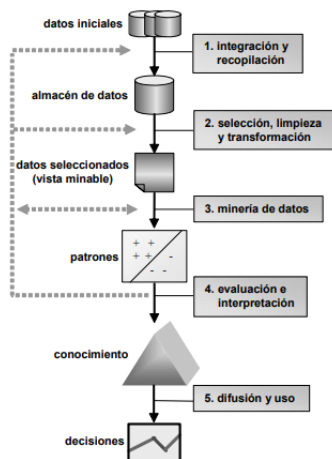 datos iniciales
1. integración y
recopilación
almacén de datos
2. selección, limpieza
y transformación
datos seleccionados
(vista minable)
3. minería de datos
+ +
+ + -
+ -
- -
patrones
4. evaluación e
interpretación
conocimiento
5. difusión y uso
decisiones